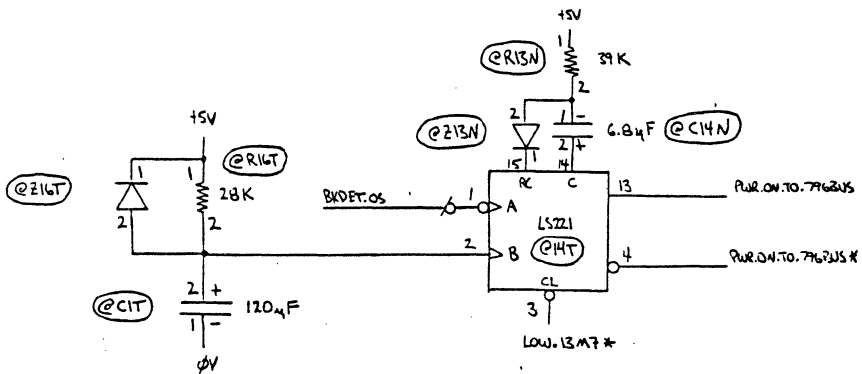 +5V
@R13N
1
39K
2
@Z13N
2
1
1 -
2 +
6.8µF
@C14N
+5V
@R16T
@Z16T
1
1
28K
2
2
15
14
RC
C
BKDET.OS
1
A
LS221
@14T
13
PWR.ON.TO.796BUS
2
B
4
PWR.ON.TO.796BUS*
CL
3
LOW.13M7*
@C1T
2 +
1 -
120µF
ØV